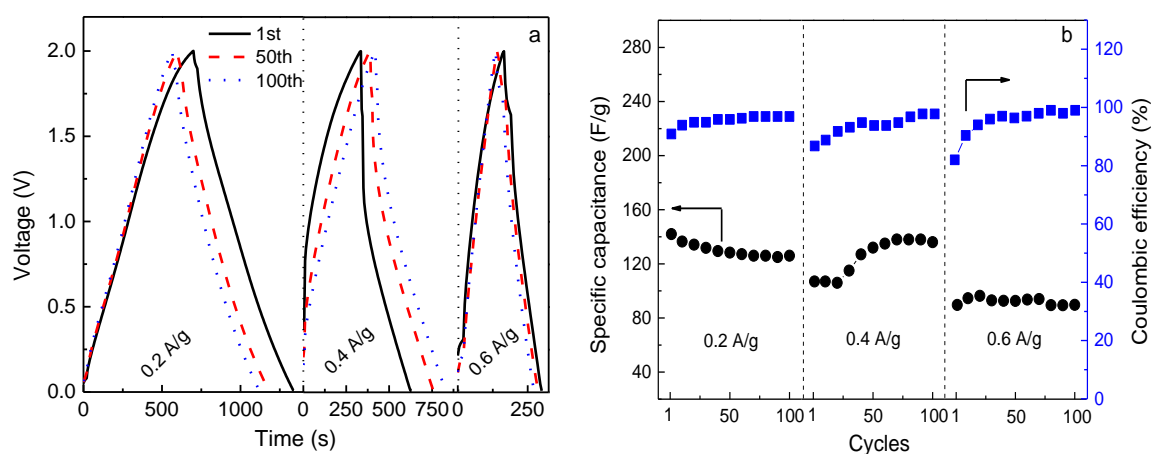 a
1st
50th
100th
Voltage (V)
2.0
1.5
1.0
0.5
0.0
0.2 A/g
0.4 A/g
0.6 A/g
0 500 1000 0 250 500 7500 0 250
Time (s)
b
Specific capacitance (F/g)
280
240
200
160
120
80
40
120
100
80
60
40
20
0
Coulombic efficiency (%)
0.2 A/g 0.4 A/g 0.6 A/g
1 50 100 1 50 100 1 50 100
Cycles